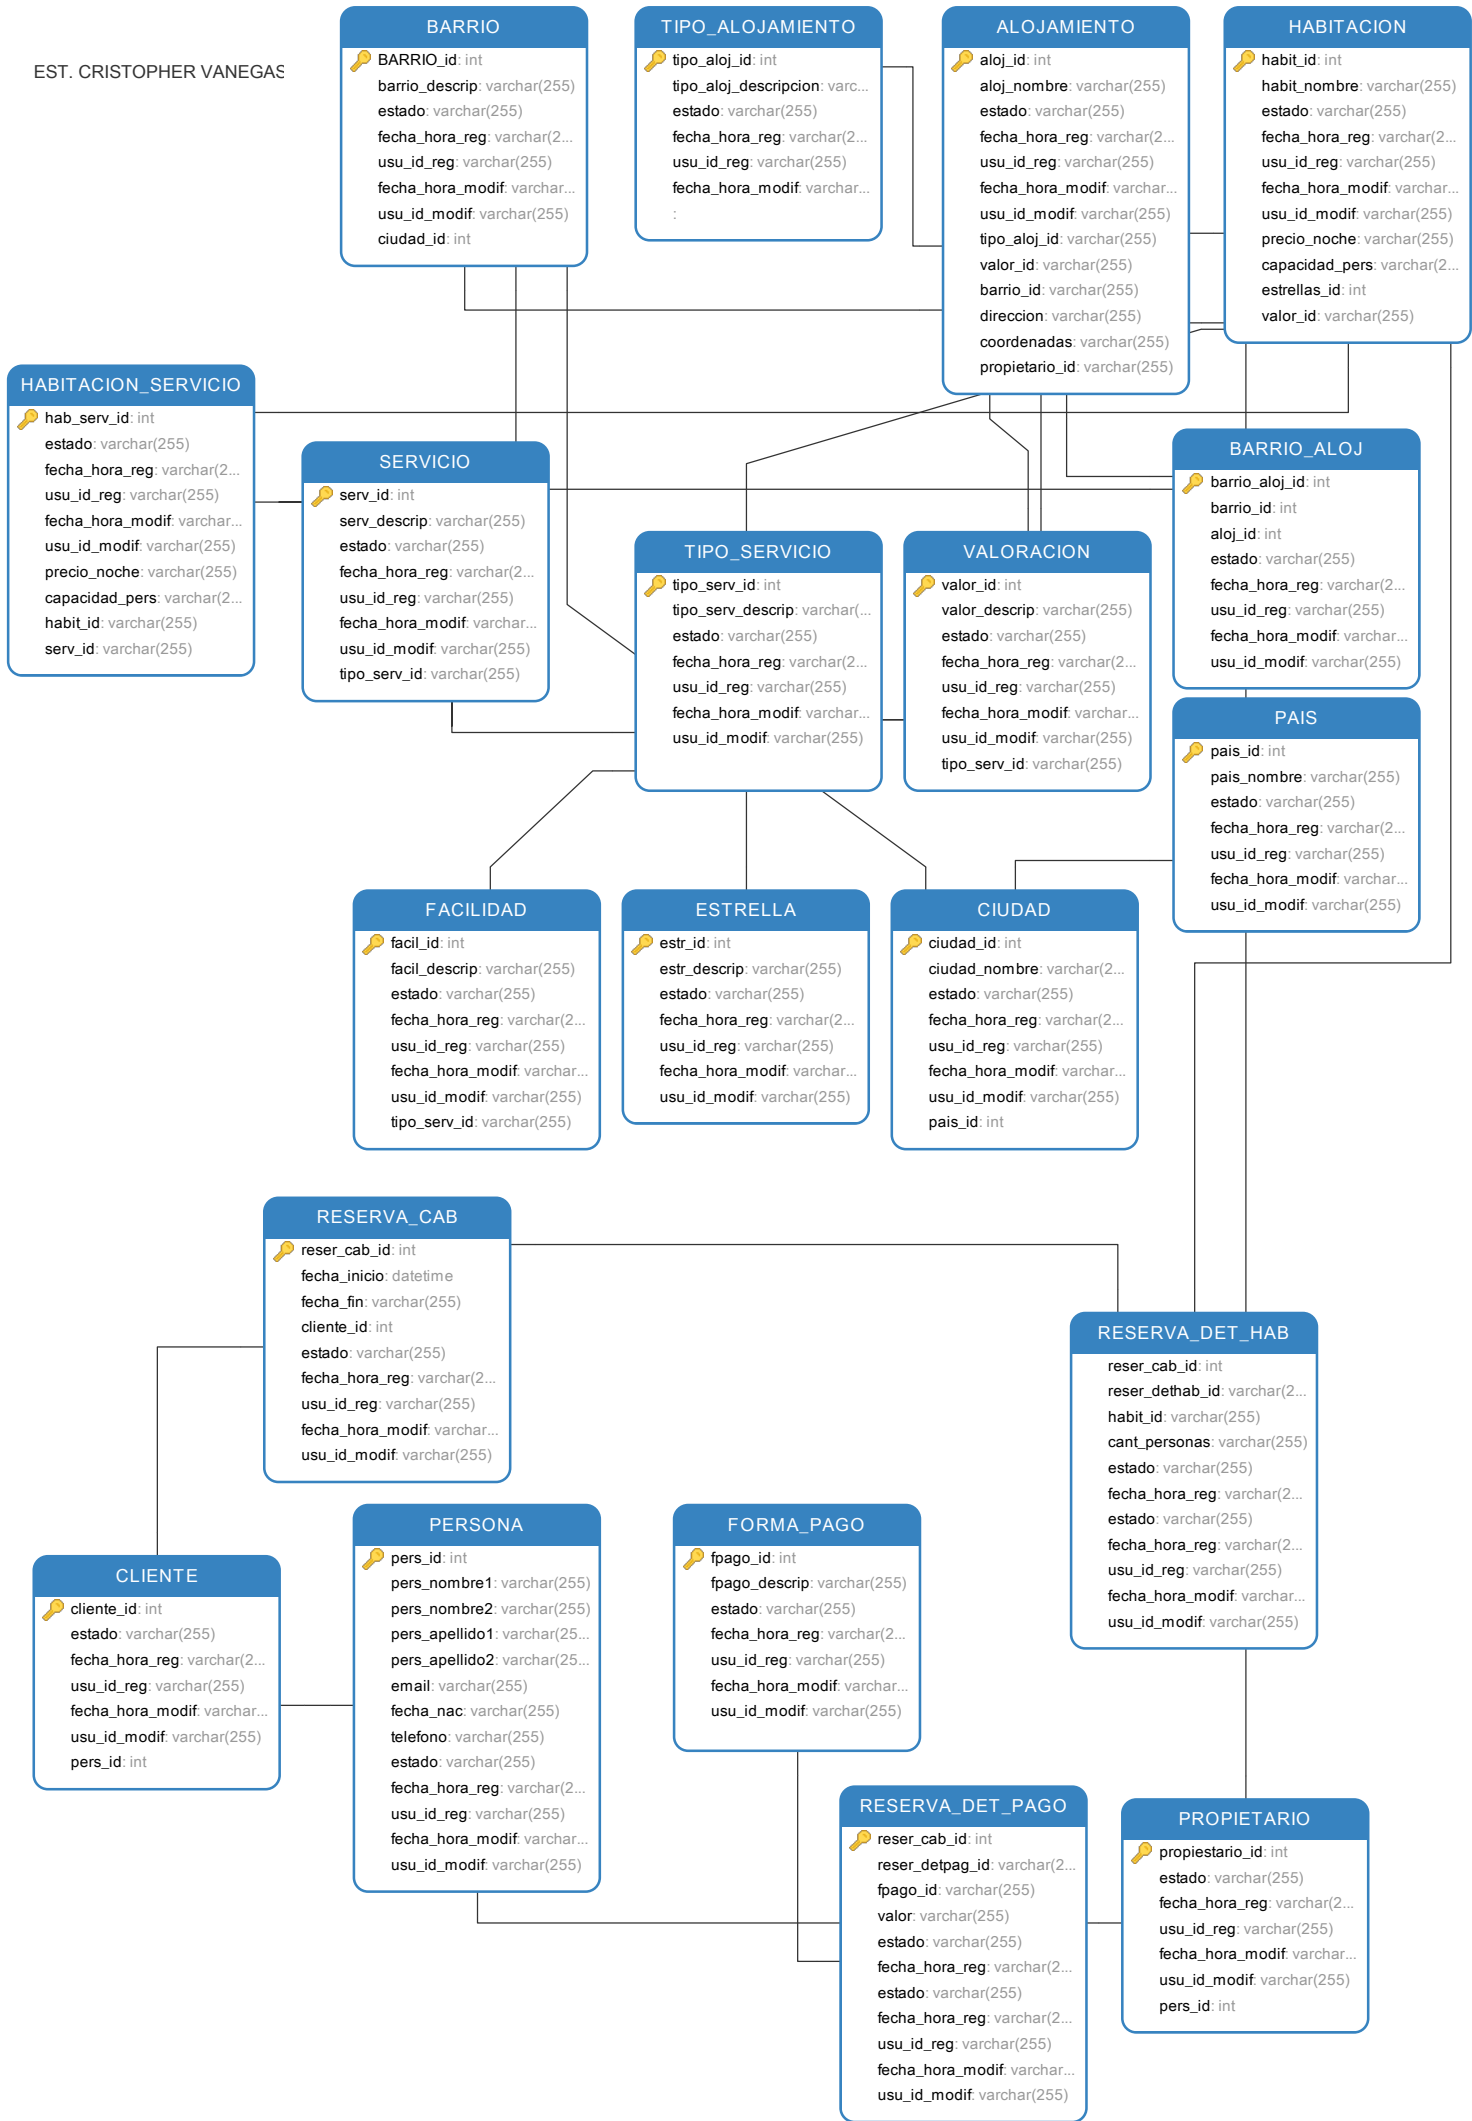 EST. CRISTOPHER VANEGAS
BARRIO
BARRIO_id: int
barrio_descrip: varchar(255)
estado: varchar(255)
fecha_hora_reg: varchar(2...
usu_id_reg: varchar(255)
fecha_hora_modif: varchar...
usu_id_modif: varchar(255)
ciudad_id: int
TIPO_ALOJAMIENTO
tipo_aloj_id: int
tipo_aloj_descripcion: varc...
estado: varchar(255)
fecha_hora_reg: varchar(2...
usu_id_reg: varchar(255)
fecha_hora_modif: varchar...
:
ALOJAMIENTO
aloj_id: int
aloj_nombre: varchar(255)
estado: varchar(255)
fecha_hora_reg: varchar(2...
usu_id_reg: varchar(255)
fecha_hora_modif: varchar...
usu_id_modif: varchar(255)
tipo_aloj_id: varchar(255)
valor_id: varchar(255)
barrio_id: varchar(255)
direccion: varchar(255)
coordenadas: varchar(255)
propietario_id: varchar(255)
HABITACION
habit_id: int
habit_nombre: varchar(255)
estado: varchar(255)
fecha_hora_reg: varchar(2...
usu_id_reg: varchar(255)
fecha_hora_modif: varchar...
usu_id_modif: varchar(255)
precio_noche: varchar(255)
capacidad_pers: varchar(2...
estrellas_id: int
valor_id: varchar(255)
HABITACION_SERVICIO
hab_serv_id: int
estado: varchar(255)
fecha_hora_reg: varchar(2...
usu_id_reg: varchar(255)
fecha_hora_modif: varchar...
usu_id_modif: varchar(255)
precio_noche: varchar(255)
capacidad_pers: varchar(2...
habit_id: varchar(255)
serv_id: varchar(255)
SERVICIO
serv_id: int
serv_descrip: varchar(255)
estado: varchar(255)
fecha_hora_reg: varchar(2...
usu_id_reg: varchar(255)
fecha_hora_modif: varchar...
usu_id_modif: varchar(255)
tipo_serv_id: varchar(255)
TIPO_SERVICIO
tipo_serv_id: int
tipo_serv_descrip: varchar(...
estado: varchar(255)
fecha_hora_reg: varchar(2...
usu_id_reg: varchar(255)
fecha_hora_modif: varchar...
usu_id_modif: varchar(255)
VALORACION
valor_id: int
valor_descrip: varchar(255)
estado: varchar(255)
fecha_hora_reg: varchar(2...
usu_id_reg: varchar(255)
fecha_hora_modif: varchar...
usu_id_modif: varchar(255)
tipo_serv_id: varchar(255)
BARRIO_ALOJ
barrio_aloj_id: int
barrio_id: int
aloj_id: int
estado: varchar(255)
fecha_hora_reg: varchar(2...
usu_id_reg: varchar(255)
fecha_hora_modif: varchar...
usu_id_modif: varchar(255)
PAIS
pais_id: int
pais_nombre: varchar(255)
estado: varchar(255)
fecha_hora_reg: varchar(2...
usu_id_reg: varchar(255)
fecha_hora_modif: varchar...
usu_id_modif: varchar(255)
FACILIDAD
facil_id: int
facil_descrip: varchar(255)
estado: varchar(255)
fecha_hora_reg: varchar(2...
usu_id_reg: varchar(255)
fecha_hora_modif: varchar...
usu_id_modif: varchar(255)
tipo_serv_id: varchar(255)
ESTRELLA
estr_id: int
estr_descrip: varchar(255)
estado: varchar(255)
fecha_hora_reg: varchar(2...
usu_id_reg: varchar(255)
fecha_hora_modif: varchar...
usu_id_modif: varchar(255)
CIUDAD
ciudad_id: int
ciudad_nombre: varchar(2...
estado: varchar(255)
fecha_hora_reg: varchar(2...
usu_id_reg: varchar(255)
fecha_hora_modif: varchar...
usu_id_modif: varchar(255)
pais_id: int
RESERVA_CAB
reser_cab_id: int
fecha_inicio: datetime
fecha_fin: varchar(255)
cliente_id: int
estado: varchar(255)
fecha_hora_reg: varchar(2...
usu_id_reg: varchar(255)
fecha_hora_modif: varchar...
usu_id_modif: varchar(255)
RESERVA_DET_HAB
reser_cab_id: int
reser_dethab_id: varchar(2...
habit_id: varchar(255)
cant_personas: varchar(255)
estado: varchar(255)
fecha_hora_reg: varchar(2...
estado: varchar(255)
fecha_hora_reg: varchar(2...
usu_id_reg: varchar(255)
fecha_hora_modif: varchar...
usu_id_modif: varchar(255)
CLIENTE
cliente_id: int
estado: varchar(255)
fecha_hora_reg: varchar(2...
usu_id_reg: varchar(255)
fecha_hora_modif: varchar...
usu_id_modif: varchar(255)
pers_id: int
PERSONA
pers_id: int
pers_nombre1: varchar(255)
pers_nombre2: varchar(255)
pers_apellido1: varchar(25...
pers_apellido2: varchar(25...
email: varchar(255)
fecha_nac: varchar(255)
telefono: varchar(255)
estado: varchar(255)
fecha_hora_reg: varchar(2...
usu_id_reg: varchar(255)
fecha_hora_modif: varchar...
usu_id_modif: varchar(255)
FORMA_PAGO
fpago_id: int
fpago_descrip: varchar(255)
estado: varchar(255)
fecha_hora_reg: varchar(2...
usu_id_reg: varchar(255)
fecha_hora_modif: varchar...
usu_id_modif: varchar(255)
RESERVA_DET_PAGO
reser_cab_id: int
reser_detpag_id: varchar(2...
fpago_id: varchar(255)
valor: varchar(255)
estado: varchar(255)
fecha_hora_reg: varchar(2...
estado: varchar(255)
fecha_hora_reg: varchar(2...
usu_id_reg: varchar(255)
fecha_hora_modif: varchar...
usu_id_modif: varchar(255)
PROPIETARIO
propiestario_id: int
estado: varchar(255)
fecha_hora_reg: varchar(2...
usu_id_reg: varchar(255)
fecha_hora_modif: varchar...
usu_id_modif: varchar(255)
pers_id: int